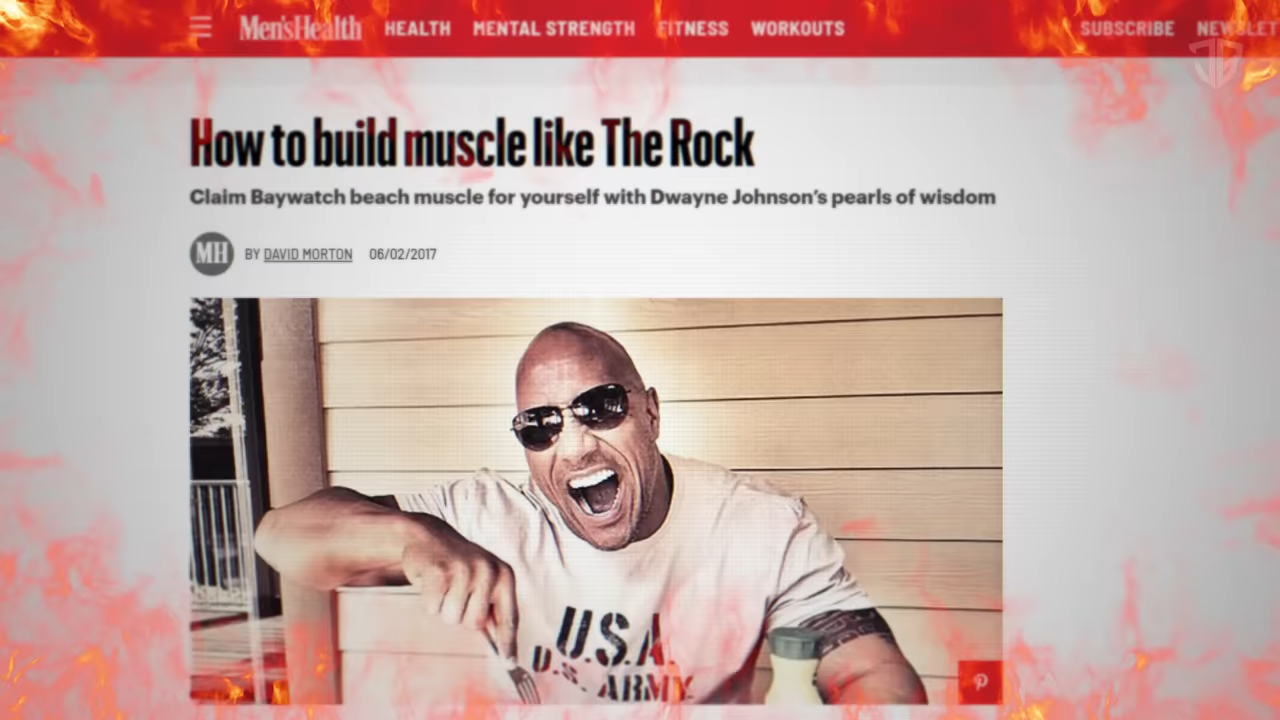 Men'sHealth HEALTH MENTAL STRENGTH FITNESS WORKOUTS SUBSCRIBE NEWSLET
How to build muscle like The Rock
Claim Baywatch beach muscle for yourself with Dwayne Johnson's pearls of wisdom
MH BY DAVID MORTON 06/02/2017
U.S.A.
U.S. ARMY